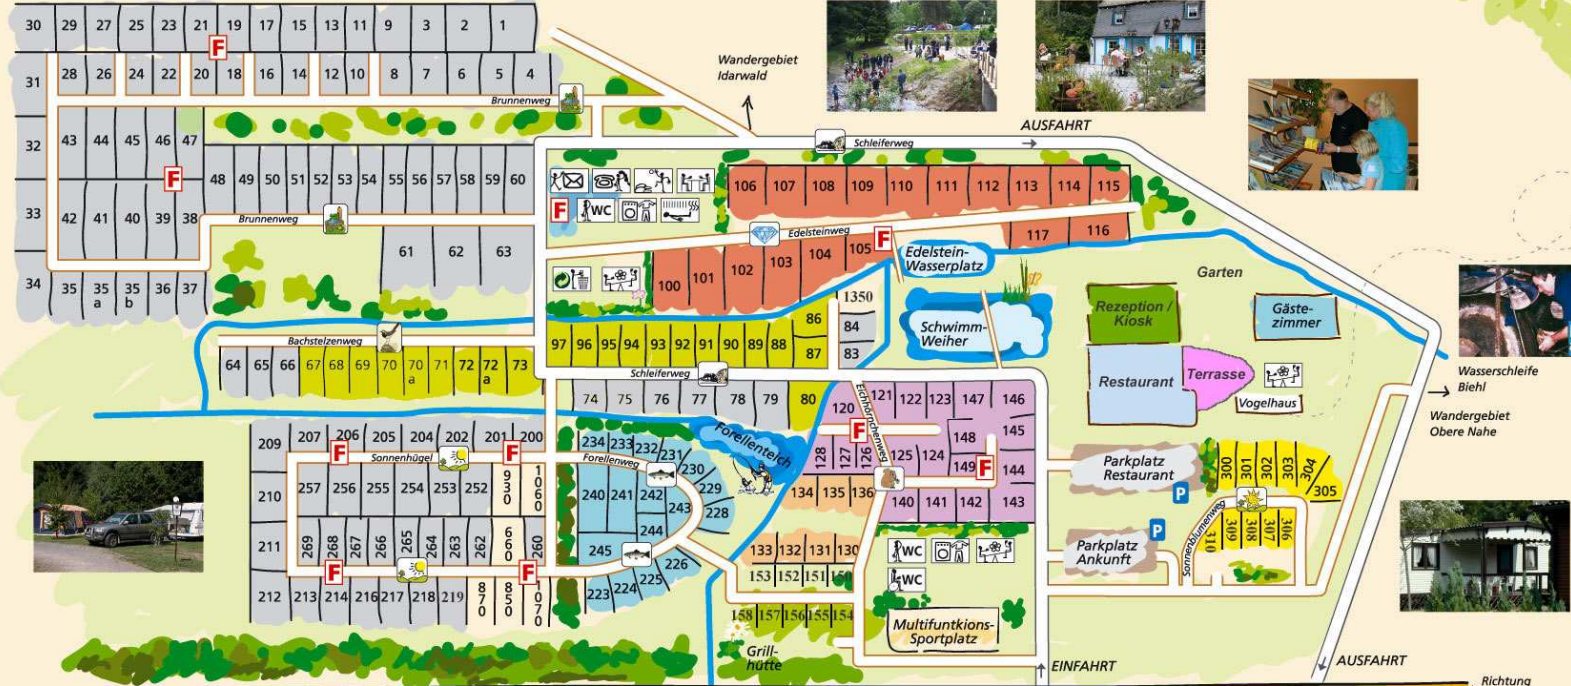 30 29 27 25 23 21 19 17 15 13 11 9 3 2 1
F
31 28 26 24 22 20 18 16 14 12 10 8 7 6 5 4
Brunnenweg
32 43 44 45 46 47
F
48 49 50 51 52 53 54 55 56 57 58 59 60
33 42 41 40 39 38
Brunnenweg
61 62 63
34 35 35 a 35 b 36 37
Wandergebiet
Idarwald
AUSFAHRT
Schleiferweg
106 107 108 109 110 111 112 113 114 115
F WC
Edelsteinweg
F
117 116
100 101 102 103 104 105
Edelstein-
Wasserplatz
Garten
Rezeption /
Kiosk
Gäste-
zimmer
Schwimm-
Weiher
Restaurant
Terrasse
Vogelhaus
Wasserschleife
Biehl
Wandergebiet
Obere Nahe
Bachstelzenweg
64 65 66 67 68 69 70 70 a 71 72 72 a 73
97 96 95 94 93 92 91 90 89 88 86 87
1350
84
83
Schleiferweg
74 75 76 77 78 79 80
Eichhörnchenweg
120 121 122 123 147 146
F
128 127 126 125 124 148 149 145
F
144
134 135 136 140 141 142 143
Forellenteich
209 207 206 205 204 202 201 200
F F
Sonnenhügel
210 257 256 255 254 253 252 930 1060
211 269 268 267 266 265 264 263 262 660 260
F F
212 213 214 216 217 218 219 870 850 1070
234 233 232 231 230 229 228
Forellenweg
240 241 242 243 244 245
226 225 224 223
133 132 131 130
153 152 151 150
158 157 156 155 154
WC
WC
Multifuntkions-
Sportplatz
Grill-
hütte
Parkplatz
Restaurant
P
Parkplatz
Ankunft
P
300 301 302 303 304 305
Sonnenblumenweg
310 309 308 307 306
EINFAHRT
AUSFAHRT
Richtung